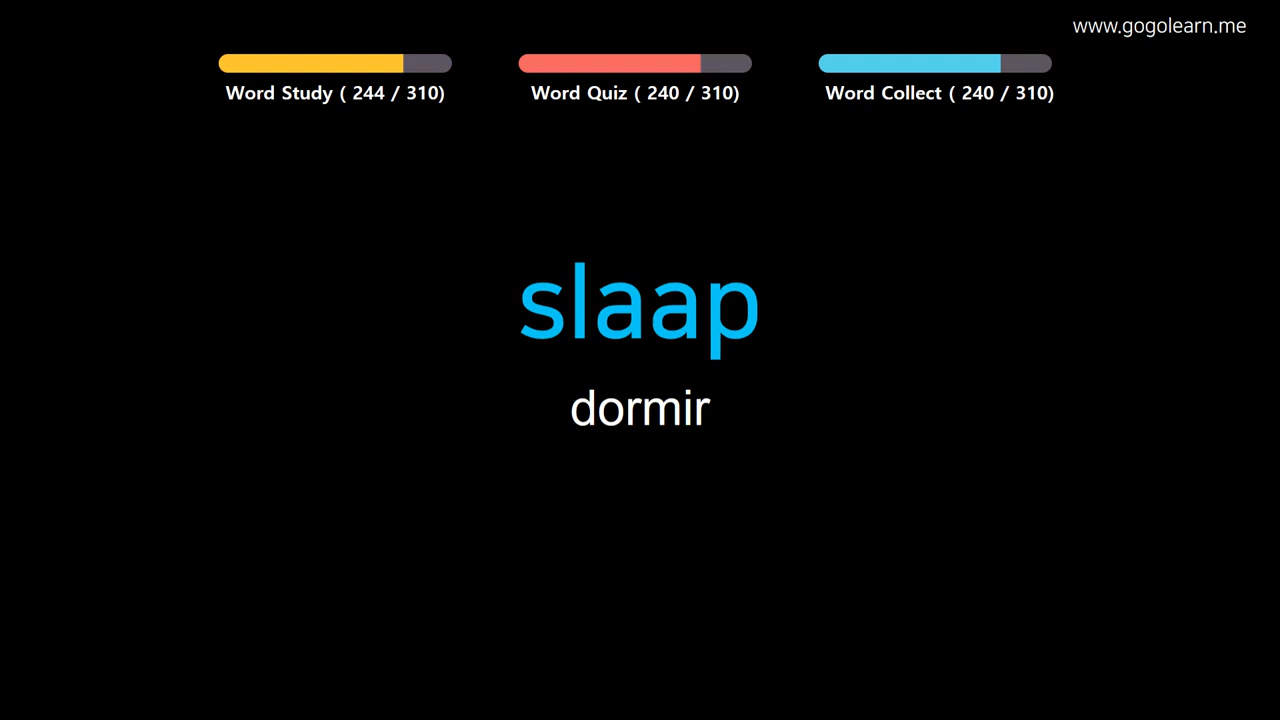 www.gogolearn.me
Word Study ( 244 / 310)
Word Quiz ( 240 / 310)
Word Collect ( 240 / 310)
slaap
dormir